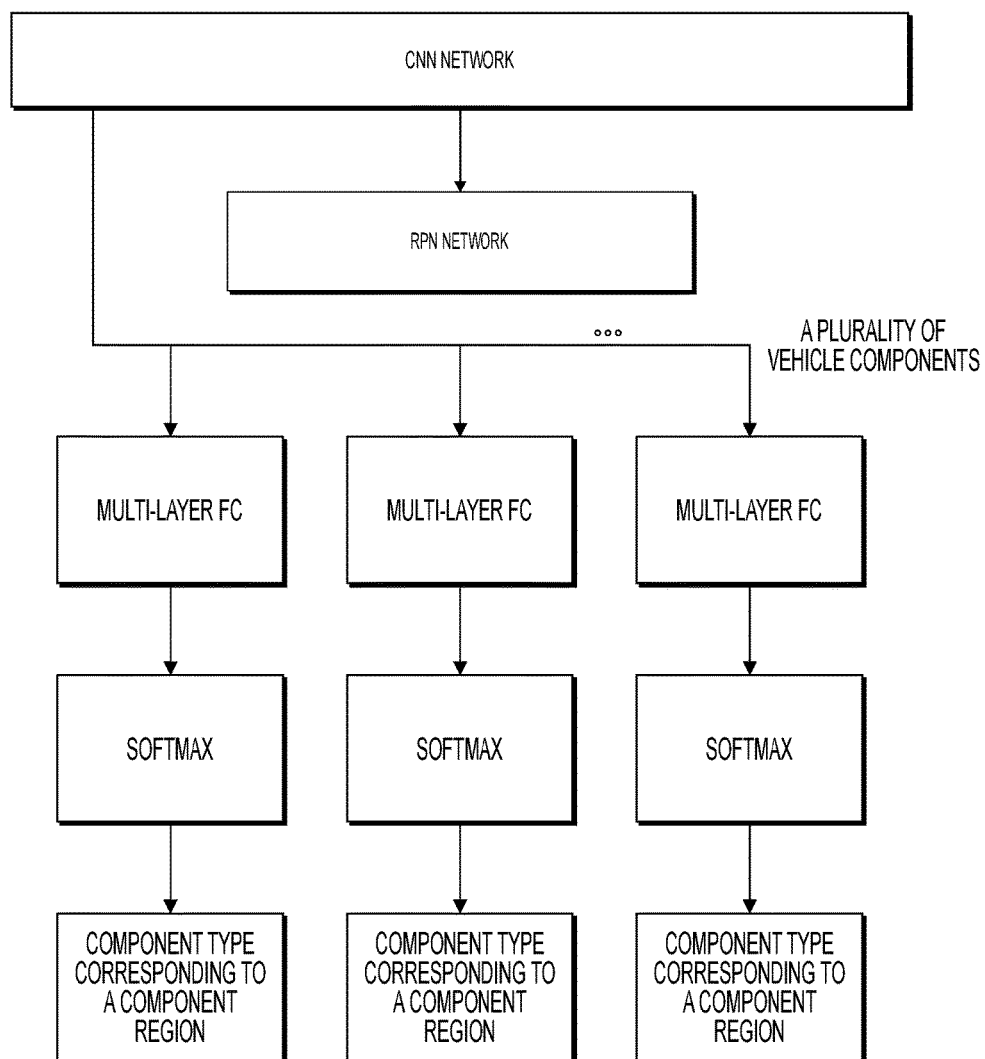 CNN NETWORK
RPN NETWORK
A PLURALITY OF
VEHICLE COMPONENTS
MULTI-LAYER FC
MULTI-LAYER FC
MULTI-LAYER FC
SOFTMAX
SOFTMAX
SOFTMAX
COMPONENT TYPE
CORRESPONDING TO
A COMPONENT
REGION
COMPONENT TYPE
CORRESPONDING TO
A COMPONENT
REGION
COMPONENT TYPE
CORRESPONDING TO
A COMPONENT
REGION